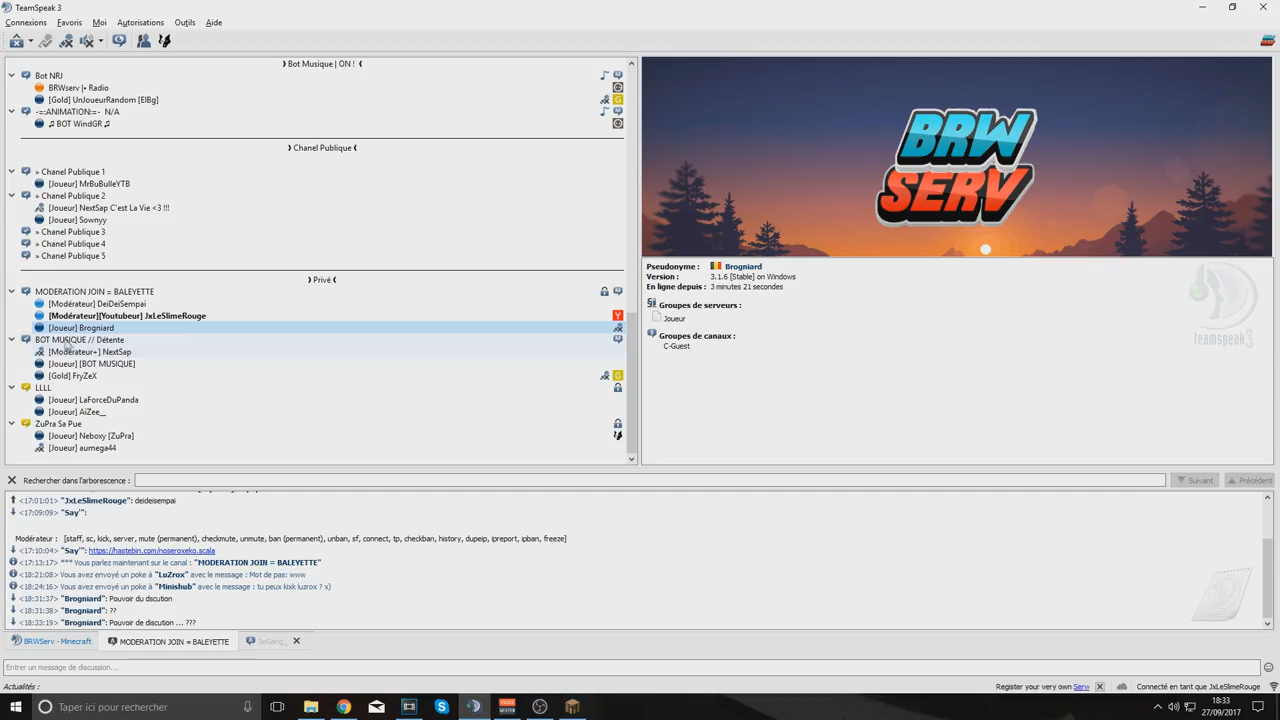 TeamSpeak 3
Connexions Favoris Moi Autorisations Outils Aide
❫ Bot Musique | ON ! ❪
Bot NRJ
BRWserv |• Radio
[Gold] UnJoueurRandom [ElBg]
-=:ANIMATION:=- N/A
♫ BOT WindGR ♫
❫ Chanel Publique ❪
» Chanel Publique 1
[Joueur] MrBuBulleYTB
» Chanel Publique 2
[Joueur] NextSap C'est La Vie <3 !!!
[Joueur] Sownyy
» Chanel Publique 3
» Chanel Publique 4
» Chanel Publique 5
❫ Privé ❪
MODERATION JOIN = BALEYETTE
[Modérateur] DeiDeiSempai
[Modérateur][Youtubeur] JxLeSlimeRouge
[Joueur] Brogniard
BOT MUSIQUE // Détente
[Modérateur+] NextSap
[Joueur] [BOT MUSIQUE]
[Gold] FryZeX
LLLL
[Joueur] LaForceDuPanda
[Joueur] AiZee__
ZuPra Sa Pue
[Joueur] Neboxy [ZuPra]
[Joueur] aumega44
BRW
SERV
Pseudonyme : Brogniard
Version : 3.1.6 [Stable] on Windows
En ligne depuis : 3 minutes 21 secondes
Groupes de serveurs :
Joueur
Groupes de canaux :
C-Guest
teamspeak3
Rechercher dans l'arborescence :
Suivant
Précédent
<17:01:01> "JxLeSlimeRouge": deideisempai
<17:09:09> "Say'":
Modérateur : [staff, sc, kick, server, mute (permanent), checkmute, unmute, ban (permanent), unban, sf, connect, tp, checkban, history, dupeip, ipreport, ipban, freeze]
<17:10:04> "Say'": https://hastebin.com/noseroxeko.scala
<17:13:17> *** Vous parlez maintenant sur le canal : "MODERATION JOIN = BALEYETTE"
<18:21:08> Vous avez envoyé un poke à "LuZrox" avec le message : Mot de pas: www
<18:24:16> Vous avez envoyé un poke à "Minishub" avec le message : tu peux kixk luzrox ? x)
<18:31:37> "Brogniard": Pouvoir du dscution
<18:31:38> "Brogniard": ??
<18:33:19> "Brogniard": Pouvoir de discution ... ???
BRWServ - Minecraft
MODERATION JOIN = BALEYETTE
SoGang_
Entrer un message de discussion...
Actualités :
Register your very own Serv
Connecté en tant que JxLeSlimeRouge
Taper ici pour rechercher
18:33
27/09/2017